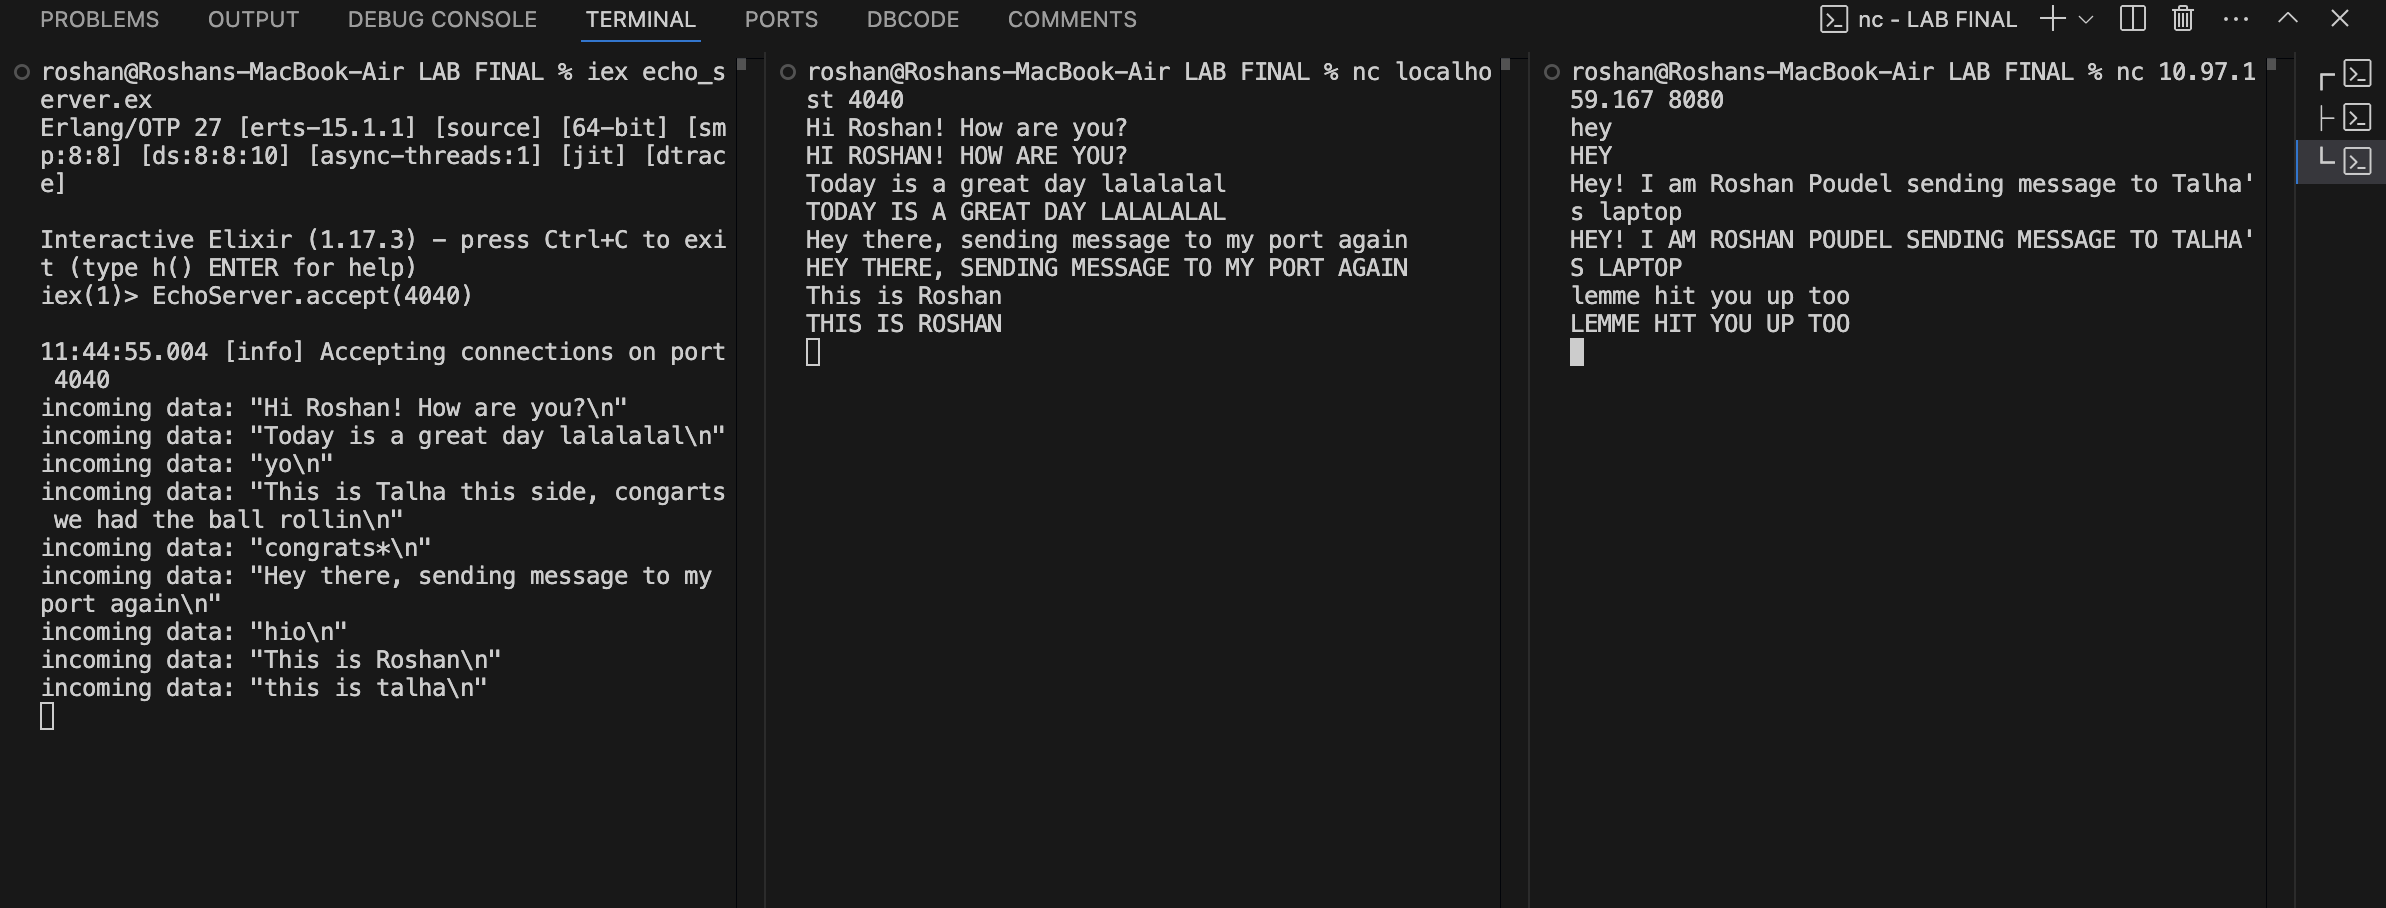 PROBLEMS OUTPUT DEBUG CONSOLE TERMINAL PORTS DBCODE COMMENTS nc - LAB FINAL
roshan@Roshans-MacBook-Air LAB FINAL % iex echo_s
erver.ex
Erlang/OTP 27 [erts-15.1.1] [source] [64-bit] [sm
p:8:8] [ds:8:8:10] [async-threads:1] [jit] [dtrac
e]
Interactive Elixir (1.17.3) - press Ctrl+C to exi
t (type h() ENTER for help)
iex(1)> EchoServer.accept(4040)
11:44:55.004 [info] Accepting connections on port
 4040
incoming data: "Hi Roshan! How are you?\n"
incoming data: "Today is a great day lalalalal\n"
incoming data: "yo\n"
incoming data: "This is Talha this side, congarts
 we had the ball rollin\n"
incoming data: "congrats*\n"
incoming data: "Hey there, sending message to my
port again\n"
incoming data: "hio\n"
incoming data: "This is Roshan\n"
incoming data: "this is talha\n"
roshan@Roshans-MacBook-Air LAB FINAL % nc localho
st 4040
Hi Roshan! How are you?
HI ROSHAN! HOW ARE YOU?
Today is a great day lalalalal
TODAY IS A GREAT DAY LALALALAL
Hey there, sending message to my port again
HEY THERE, SENDING MESSAGE TO MY PORT AGAIN
This is Roshan
THIS IS ROSHAN
roshan@Roshans-MacBook-Air LAB FINAL % nc 10.97.1
59.167 8080
hey
HEY
Hey! I am Roshan Poudel sending message to Talha'
s laptop
HEY! I AM ROSHAN POUDEL SENDING MESSAGE TO TALHA'
S LAPTOP
lemme hit you up too
LEMME HIT YOU UP TOO